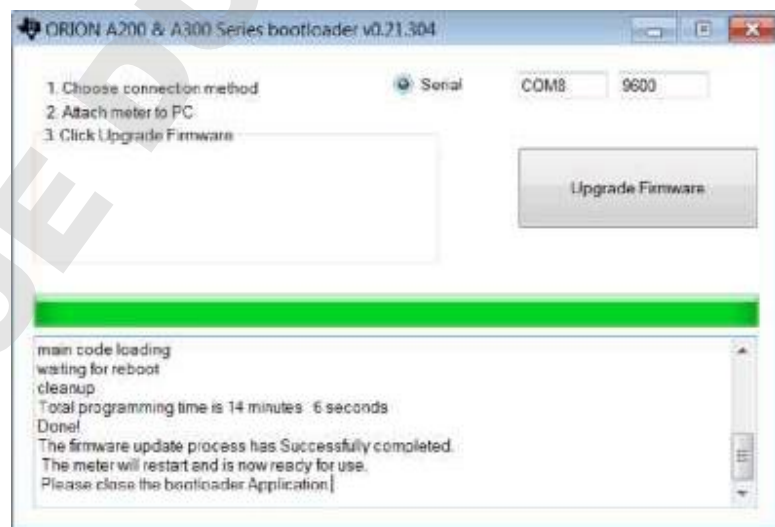 ORION A200 & A300 Series bootloader v0.21.304
1. Choose connection method
Serial
COM8
9600
2. Attach meter to PC
3. Click Upgrade Firmware
Upgrade Firmware
main code loading
waiting for reboot
cleanup
Total programming time is 14 minutes 6 seconds
Done!
The firmware update process has Successfully completed.
The meter will restart and is now ready for use.
Please close the bootloader Application